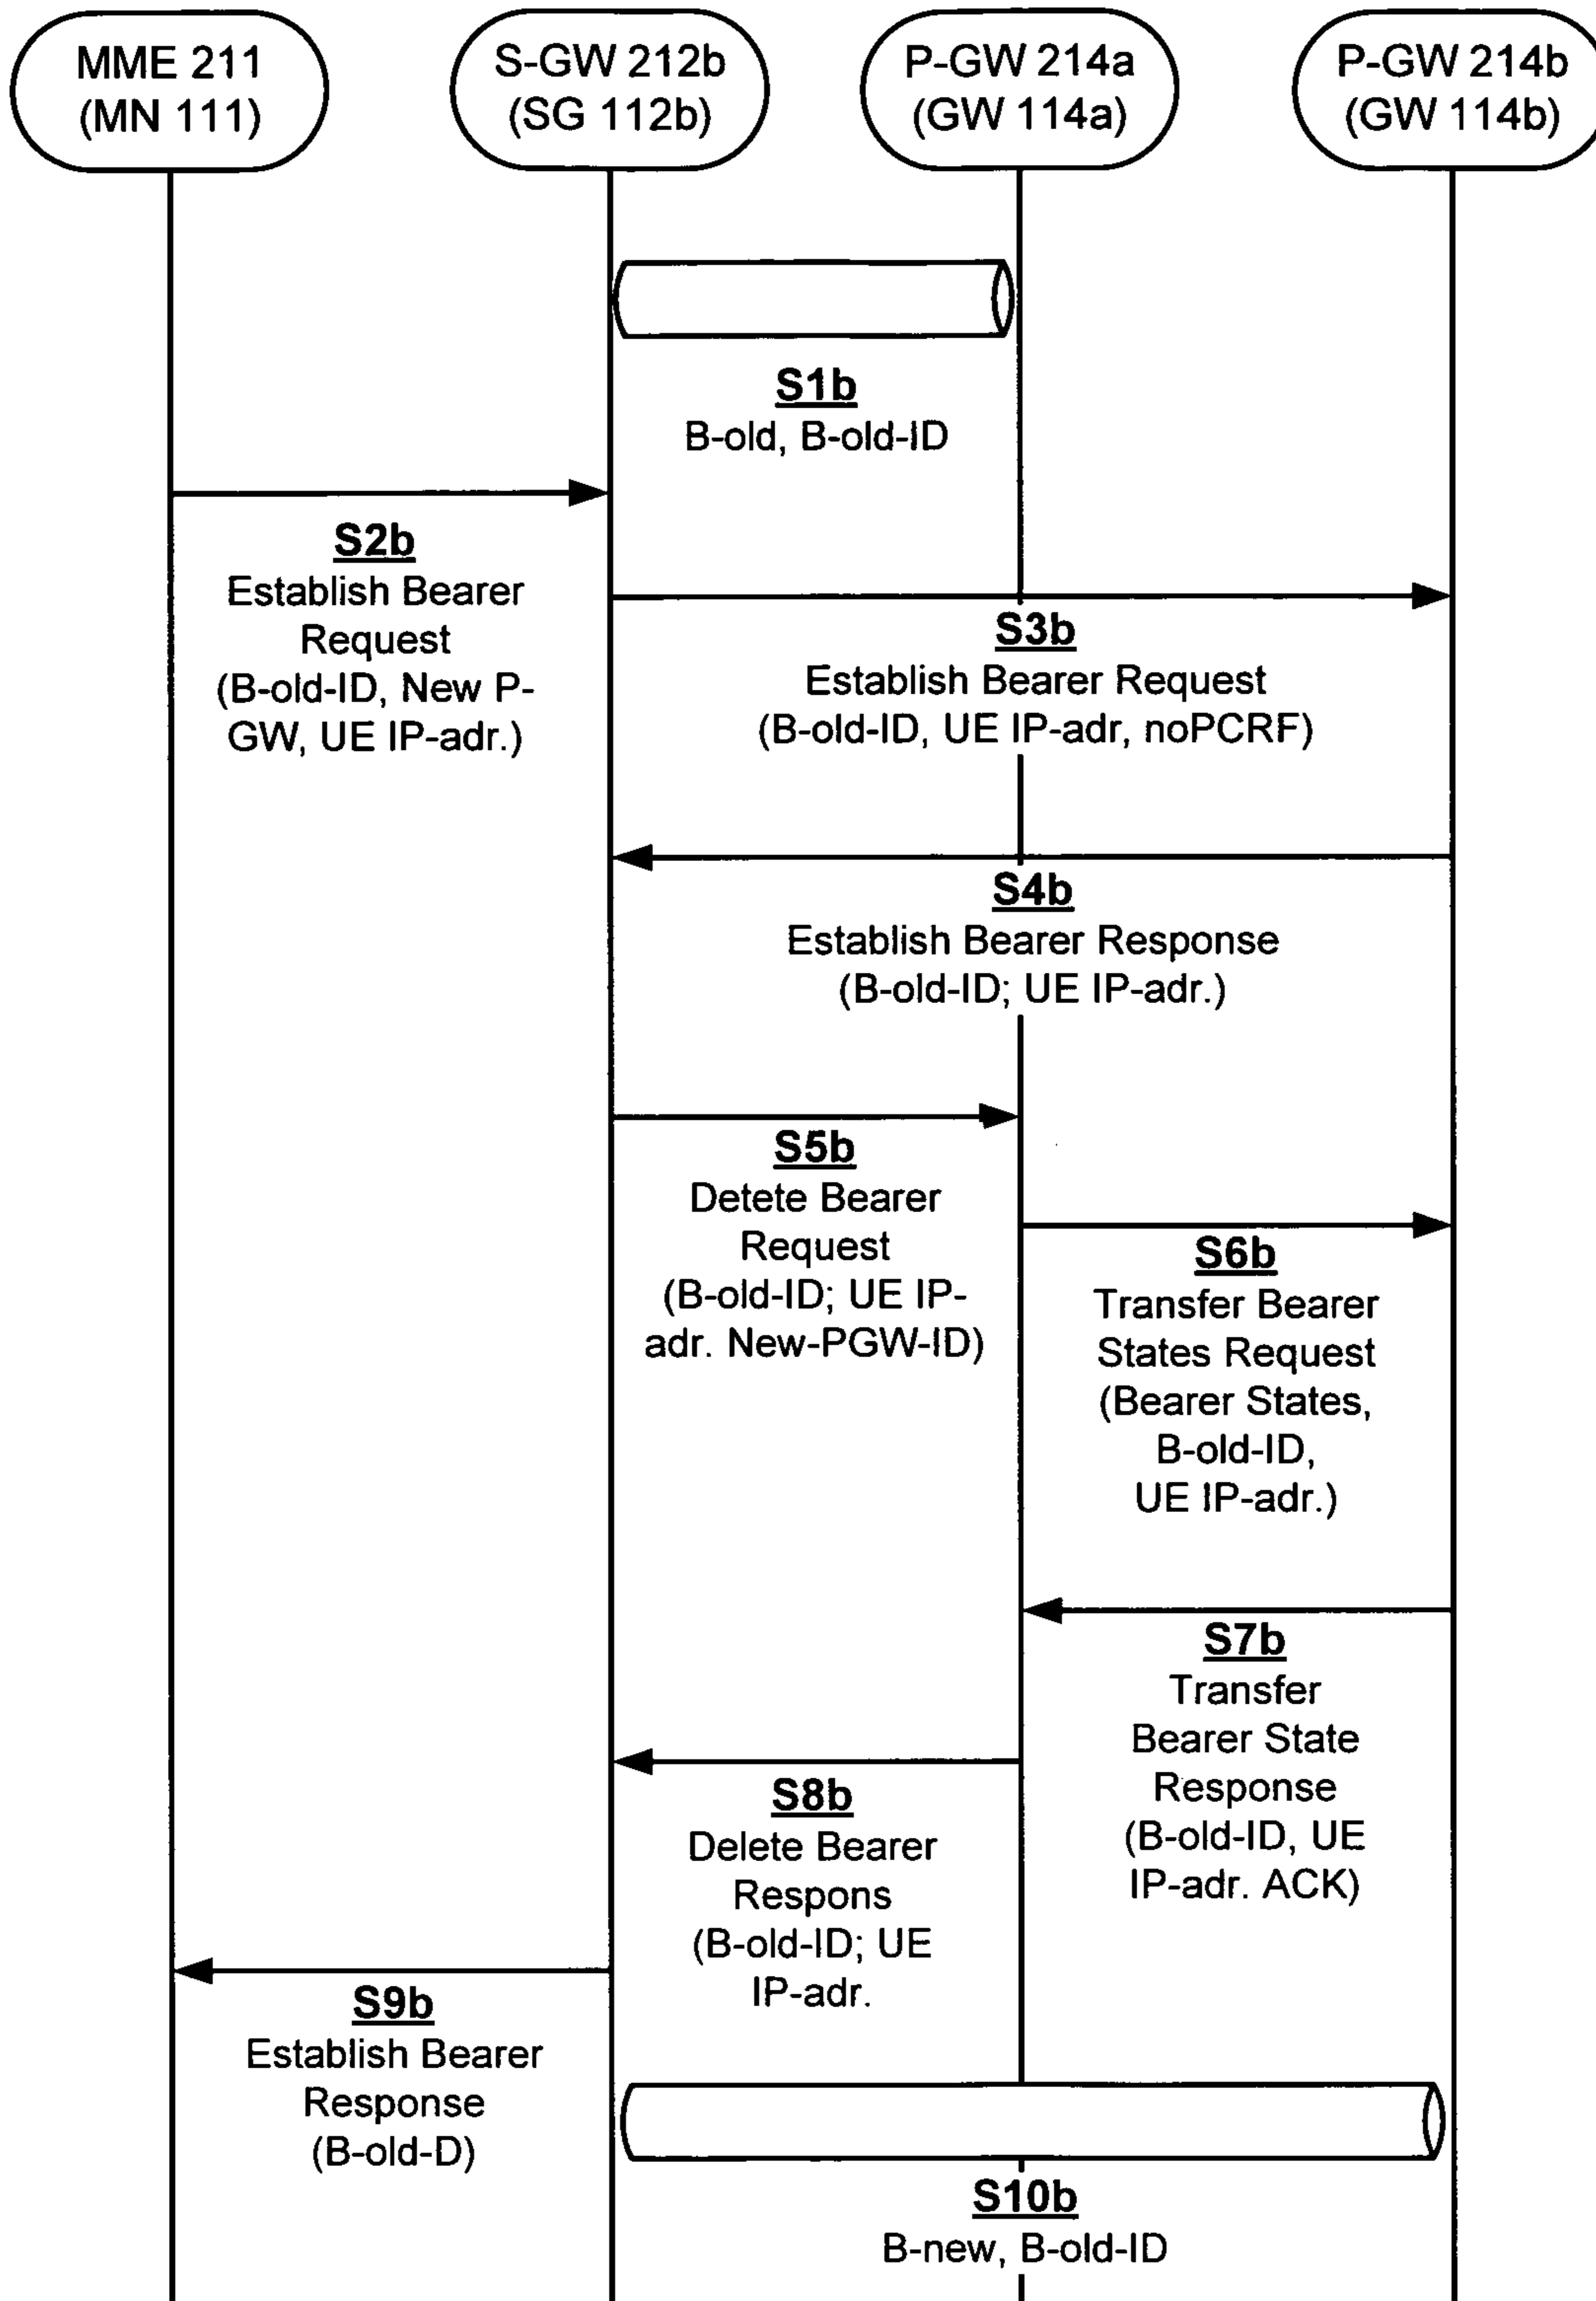 MME 211
(MN 111)
S-GW 212b
(SG 112b)
P-GW 214a
(GW 114a)
P-GW 214b
(GW 114b)
S1b
B-old, B-old-ID
S2b
Establish Bearer
Request
(B-old-ID, New P-
GW, UE IP-adr.)
S3b
Establish Bearer Request
(B-old-ID, UE IP-adr, noPCRF)
S4b
Establish Bearer Response
(B-old-ID; UE IP-adr.)
S5b
Detete Bearer
Request
(B-old-ID; UE IP-
adr. New-PGW-ID)
S6b
Transfer Bearer
States Request
(Bearer States,
B-old-ID,
UE IP-adr.)
S7b
Transfer
Bearer State
Response
(B-old-ID, UE
IP-adr. ACK)
S8b
Delete Bearer
Respons
(B-old-ID; UE
IP-adr.
S9b
Establish Bearer
Response
(B-old-D)
S10b
B-new, B-old-ID